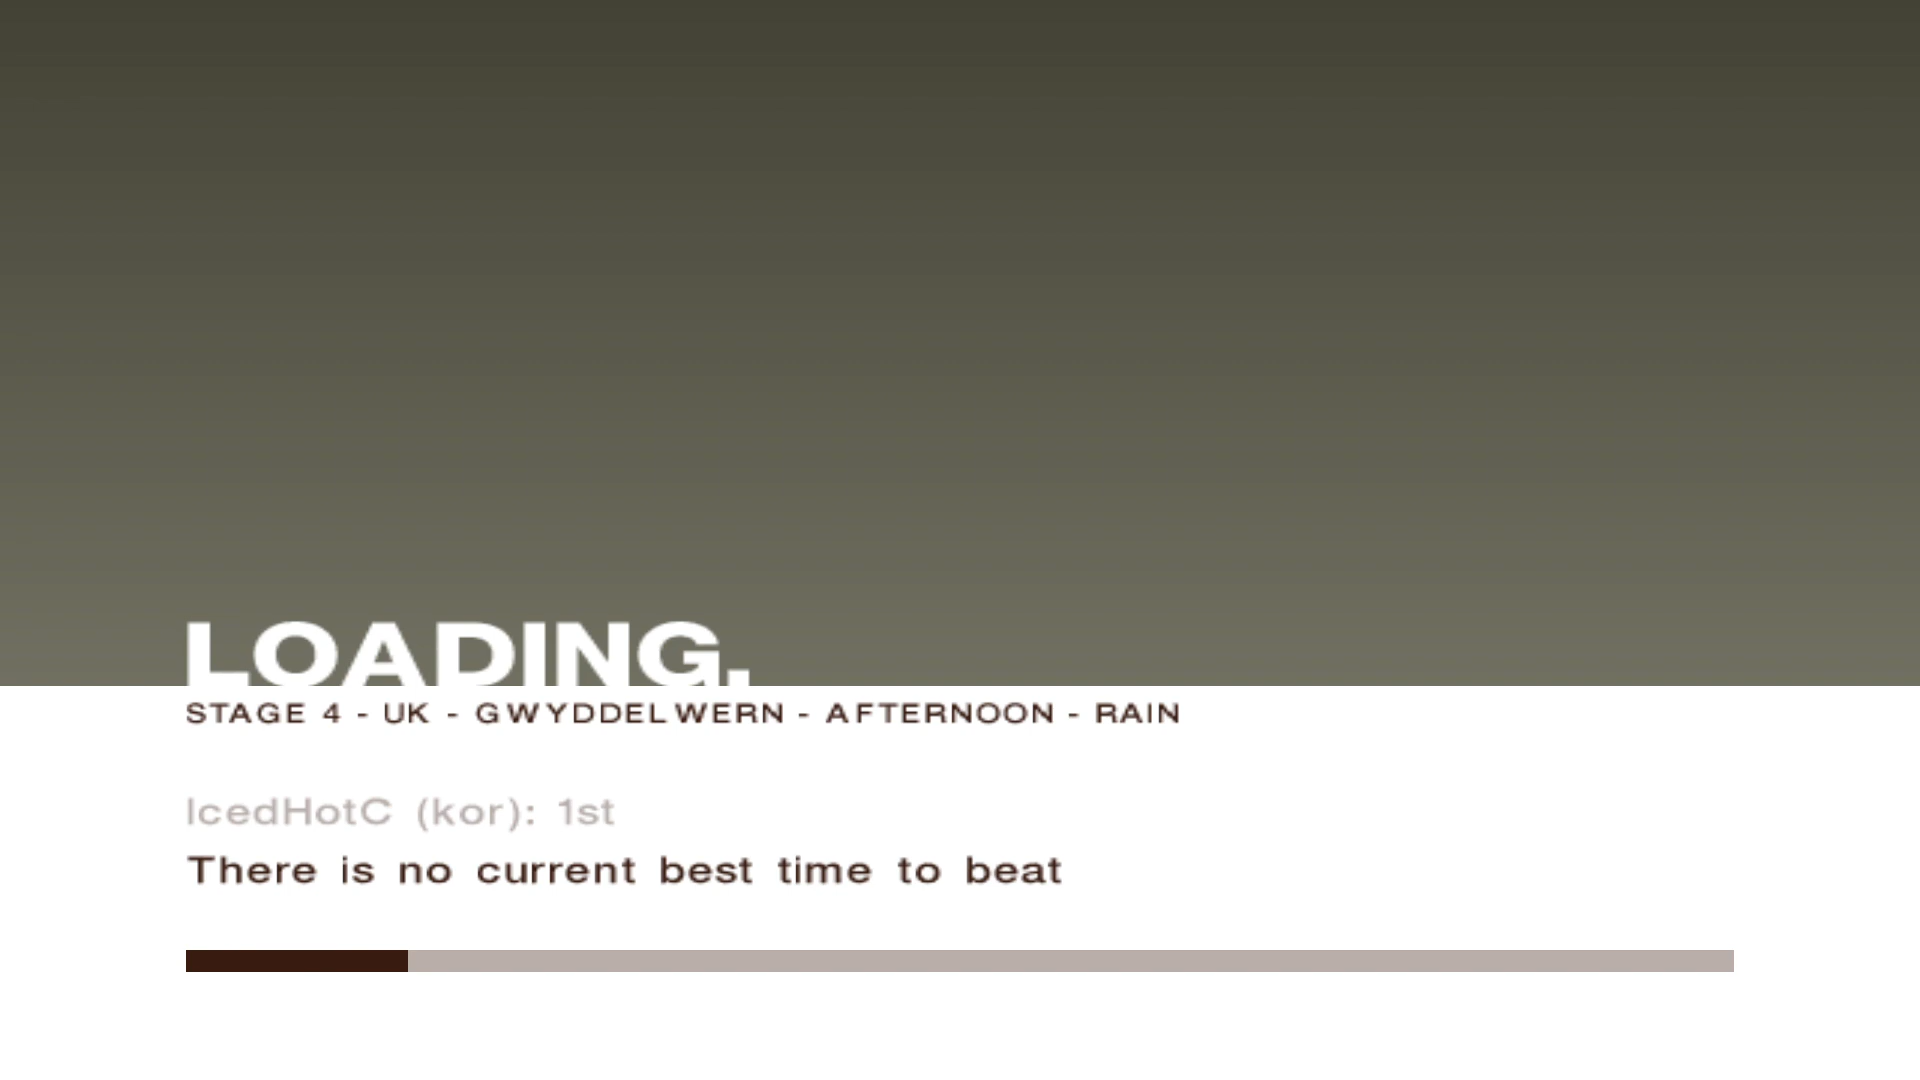 LOADING.
STAGE 4 - UK - GWYDDELWERN - AFTERNOON - RAIN
IcedHotC (kor): 1st
There is no current best time to beat